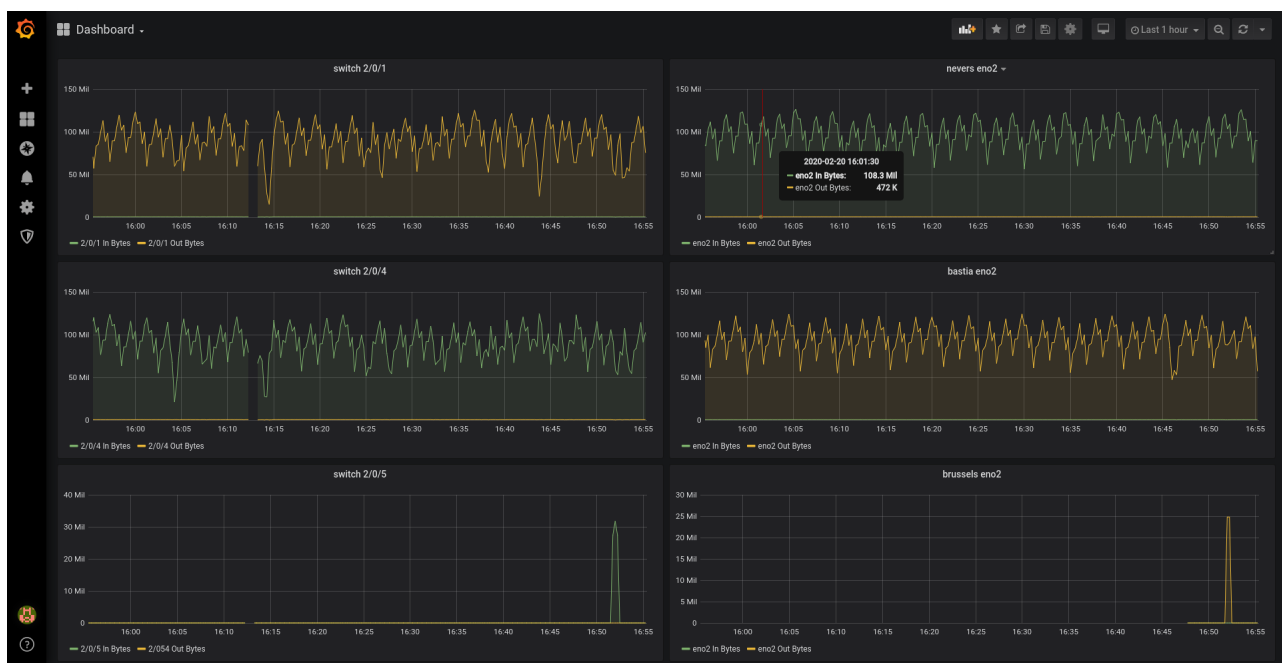 Dashboard
Last 1 hour
switch 2/0/1
150 Mil
100 Mil
50 Mil
0
16:00 16:05 16:10 16:15 16:20 16:25 16:30 16:35 16:40 16:45 16:50 16:55
2/0/1 In Bytes 2/0/1 Out Bytes
nevers eno2
150 Mil
100 Mil
50 Mil
0
2020-02-20 16:01:30
eno2 In Bytes: 108.3 Mil
eno2 Out Bytes: 472 K
16:00 16:05 16:10 16:15 16:20 16:25 16:30 16:35 16:40 16:45 16:50 16:55
eno2 In Bytes eno2 Out Bytes
switch 2/0/4
150 Mil
100 Mil
50 Mil
0
16:00 16:05 16:10 16:15 16:20 16:25 16:30 16:35 16:40 16:45 16:50 16:55
2/0/4 In Bytes 2/0/4 Out Bytes
bastia eno2
150 Mil
100 Mil
50 Mil
0
16:00 16:05 16:10 16:15 16:20 16:25 16:30 16:35 16:40 16:45 16:50 16:55
eno2 In Bytes eno2 Out Bytes
switch 2/0/5
40 Mil
30 Mil
20 Mil
10 Mil
0
16:00 16:05 16:10 16:15 16:20 16:25 16:30 16:35 16:40 16:45 16:50 16:55
2/0/5 In Bytes 2/054 Out Bytes
brussels eno2
30 Mil
25 Mil
20 Mil
15 Mil
10 Mil
5 Mil
0
16:00 16:05 16:10 16:15 16:20 16:25 16:30 16:35 16:40 16:45 16:50 16:55
eno2 In Bytes eno2 Out Bytes